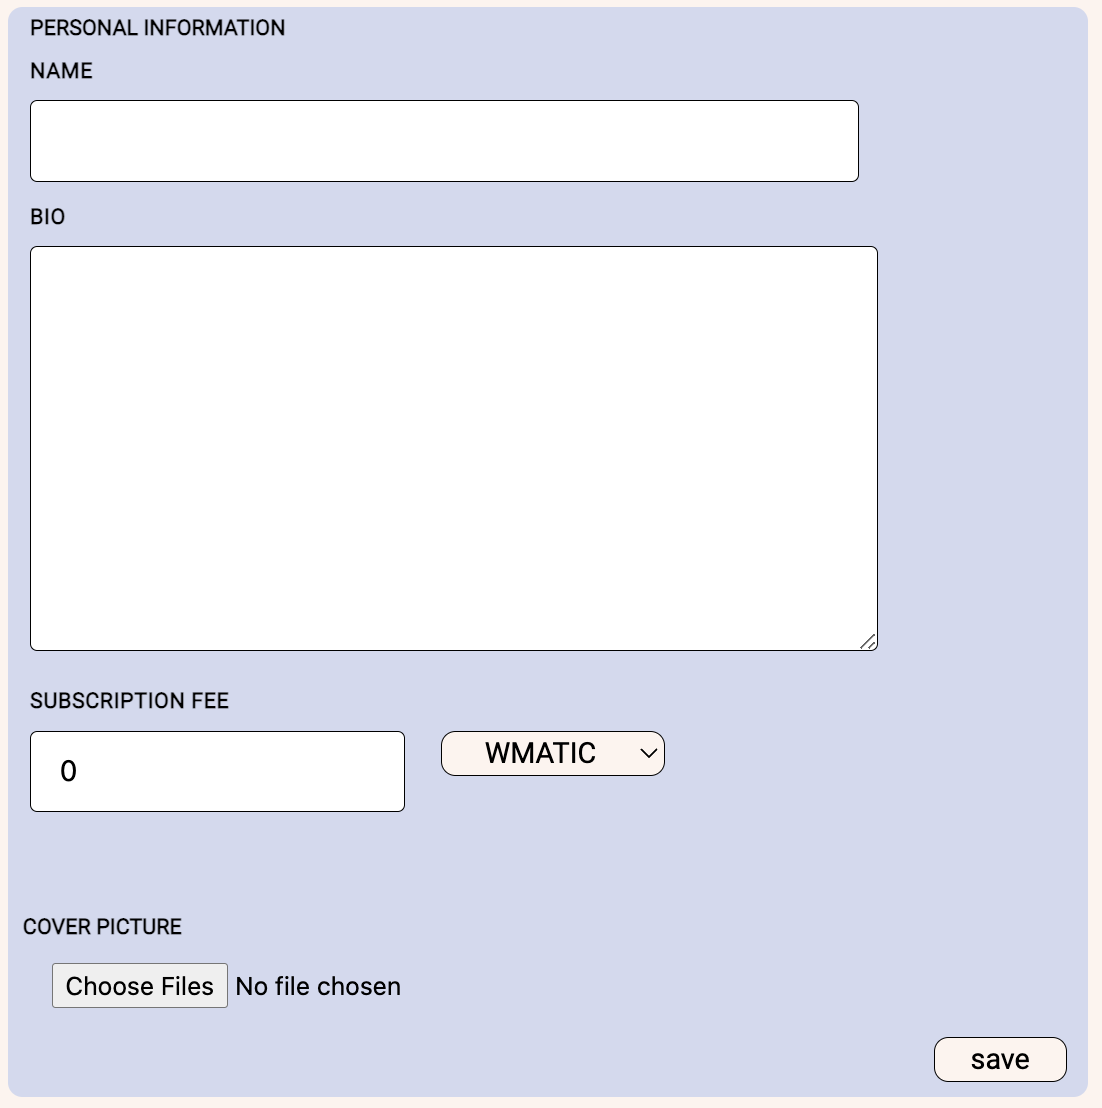 PERSONAL INFORMATION
NAME
BIO
SUBSCRIPTION FEE
0 WMATIC
COVER PICTURE
Choose Files No file chosen
save